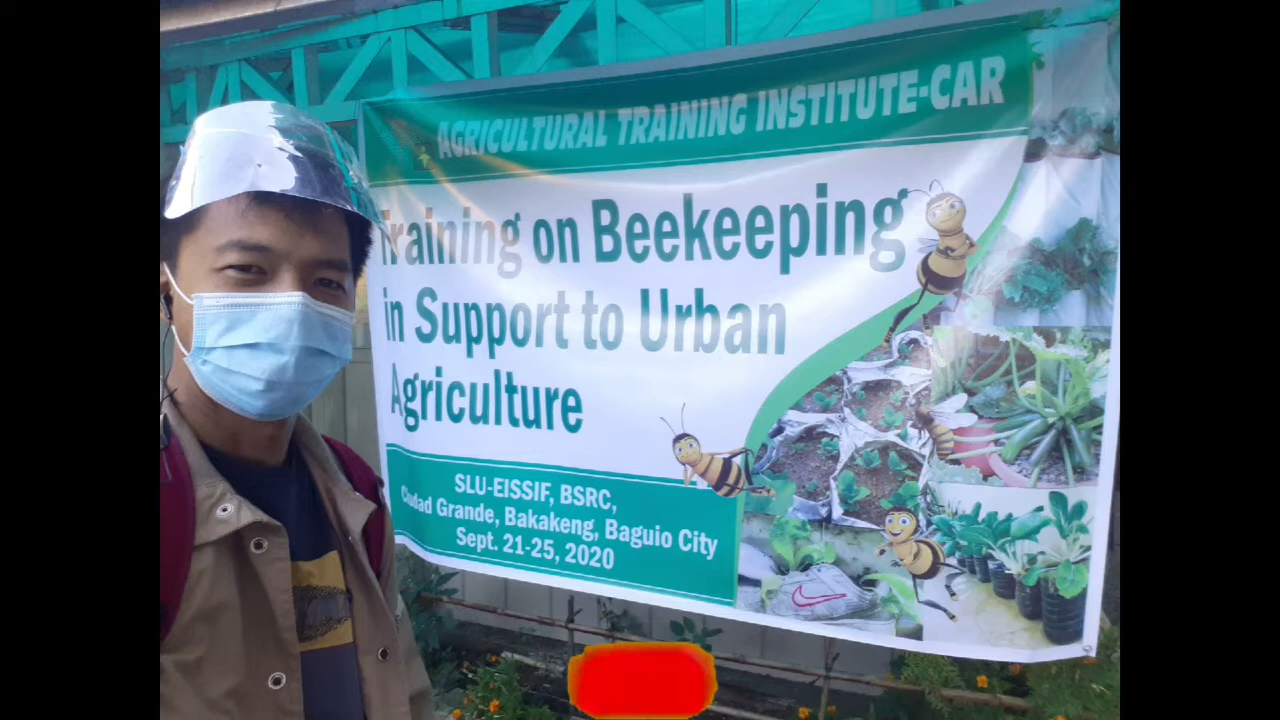 AGRICULTURAL TRAINING INSTITUTE-CAR
Training on Beekeeping
in Support to Urban
Agriculture
SLU-EISSIF, BSRC,
Ciudad Grande, Bakakeng, Baguio City
Sept. 21-25, 2020